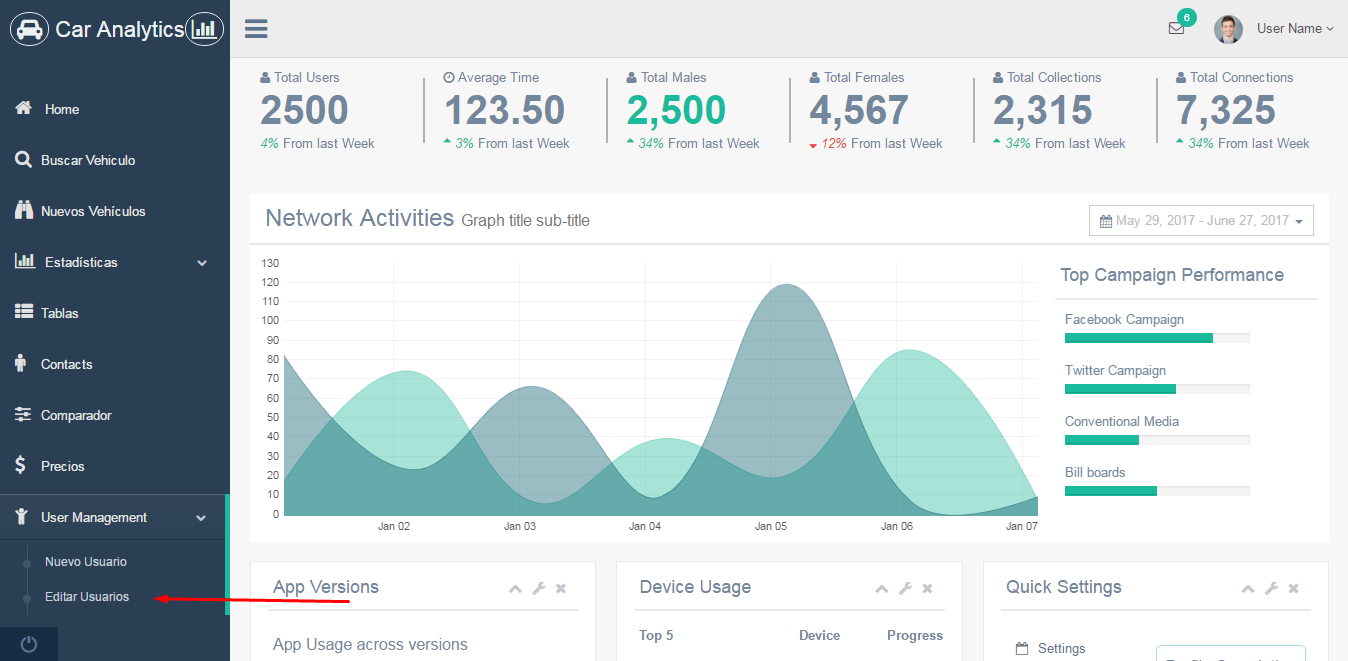 Car Analytics
Home
Buscar Vehiculo
Nuevos Vehículos
Estadísticas
Tablas
Contacts
Comparador
Precios
User Management
Nuevo Usuario
Editar Usuarios
6
User Name
Total Users
2500
4% From last Week
Average Time
123.50
3% From last Week
Total Males
2,500
34% From last Week
Total Females
4,567
12% From last Week
Total Collections
2,315
34% From last Week
Total Connections
7,325
34% From last Week
Network Activities Graph title sub-title
May 29, 2017 - June 27, 2017
130
120
110
100
90
80
70
60
50
40
30
20
10
0
Jan 02 Jan 03 Jan 04 Jan 05 Jan 06 Jan 07
Top Campaign Performance
Facebook Campaign
Twitter Campaign
Conventional Media
Bill boards
App Versions
App Usage across versions
Device Usage
Top 5 Device Progress
Quick Settings
Settings